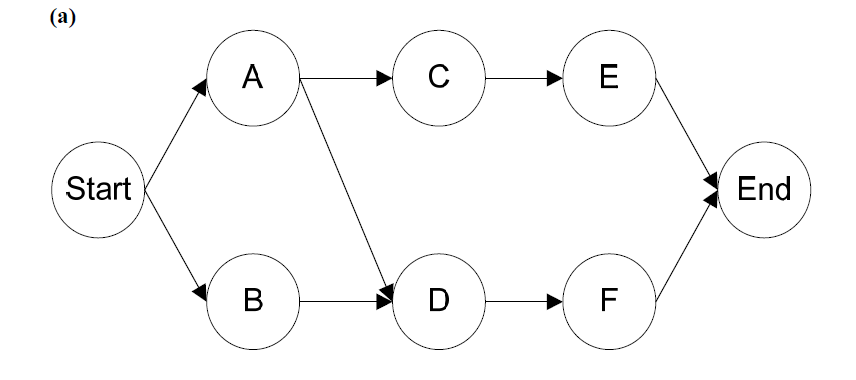 (a)
A C E
Start End
B D F